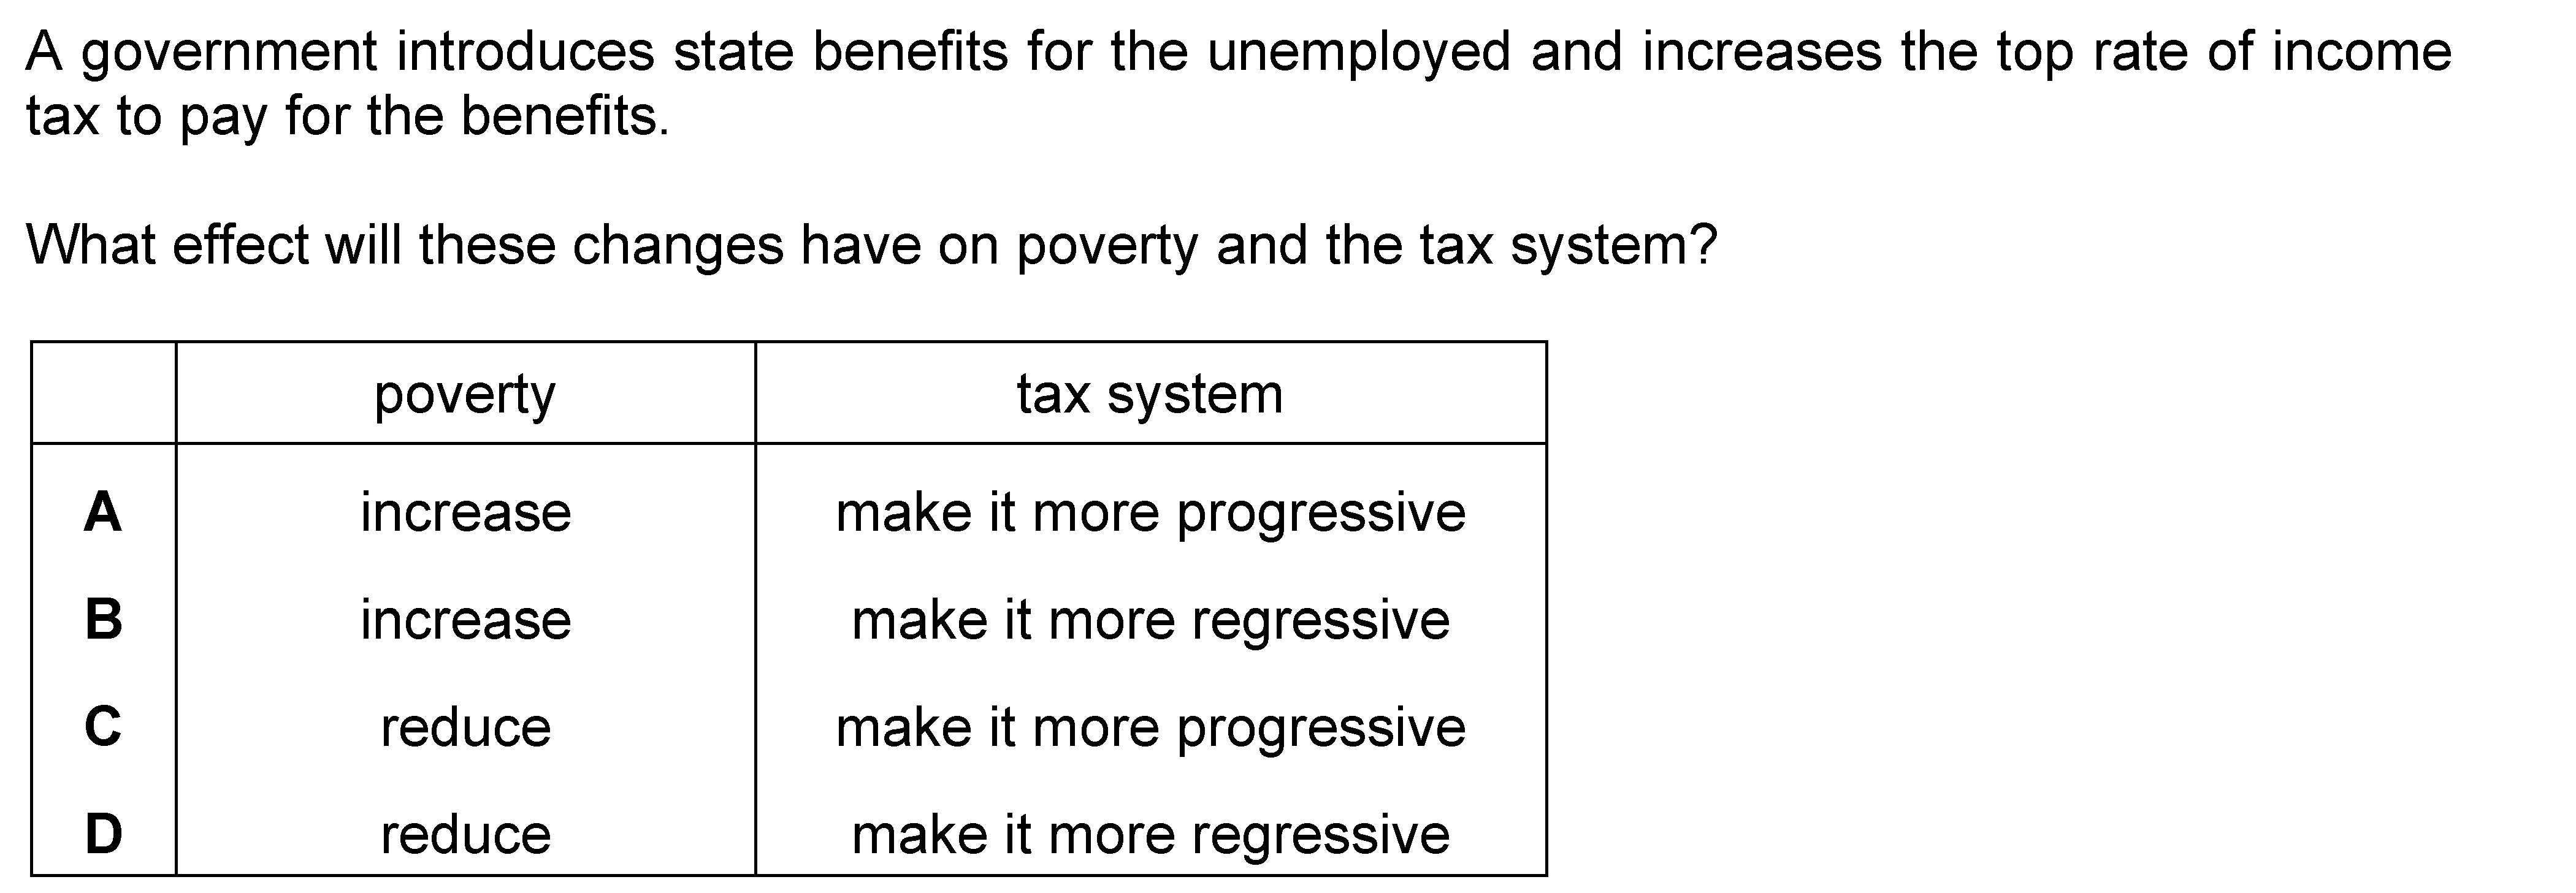 A government introduces state benefits for the unemployed and increases the top rate of income
tax to pay for the benefits.
What effect will these changes have on poverty and the tax system?
poverty tax system
A increase make it more progressive
B increase make it more regressive
C reduce make it more progressive
D reduce make it more regressive